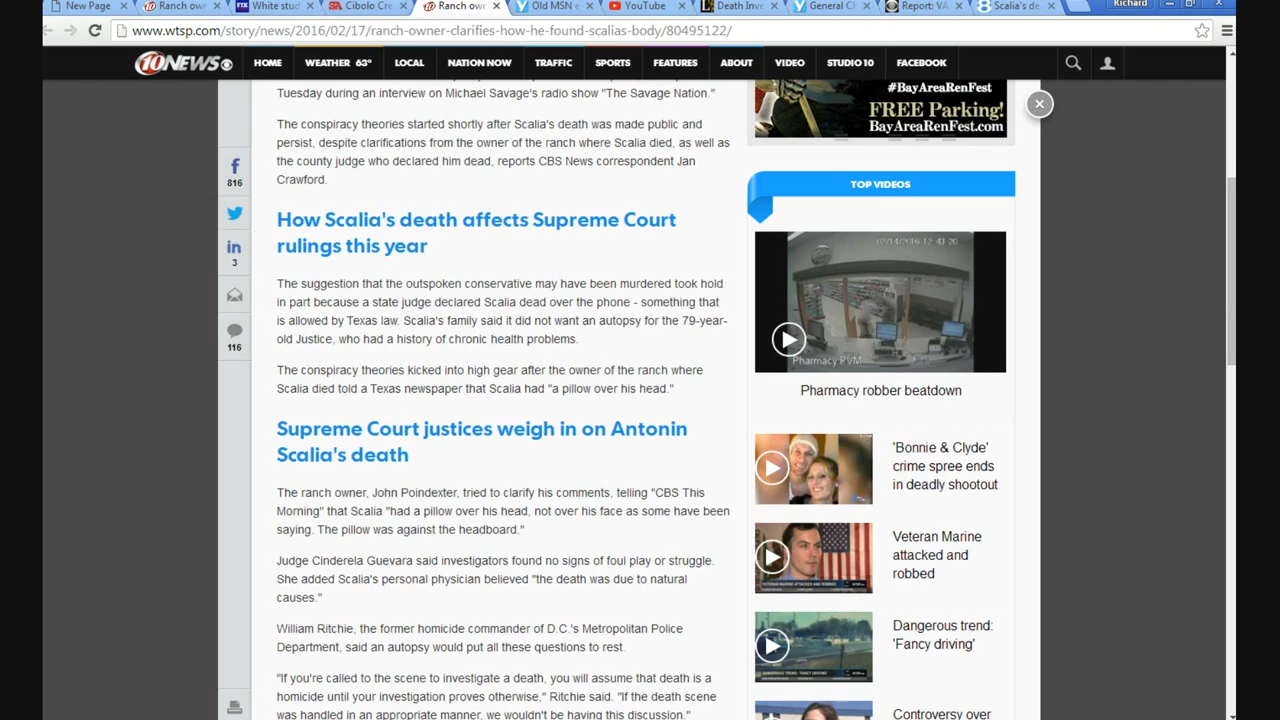 New Page
Ranch own
White stud
Cibolo Cre
Ranch ow
Old MSN e
YouTube
Death Inve
General C
Report: VA
Scalia's de
Richard
www.wtsp.com/story/news/2016/02/17/ranch-owner-clarifies-how-he-found-scalias-body/80495122/
10NEWS
HOME
WEATHER 63°
LOCAL
NATION NOW
TRAFFIC
SPORTS
FEATURES
ABOUT
VIDEO
STUDIO 10
FACEBOOK
Tuesday during an interview on Michael Savage's radio show "The Savage Nation."
The conspiracy theories started shortly after Scalia's death was made public and
persist, despite clarifications from the owner of the ranch where Scalia died, as well as
the county judge who declared him dead, reports CBS News correspondent Jan
Crawford.
816
3
116
How Scalia's death affects Supreme Court
rulings this year
The suggestion that the outspoken conservative may have been murdered took hold
in part because a state judge declared Scalia dead over the phone - something that
is allowed by Texas law. Scalia's family said it did not want an autopsy for the 79-year-
old Justice, who had a history of chronic health problems.
The conspiracy theories kicked into high gear after the owner of the ranch where
Scalia died told a Texas newspaper that Scalia had "a pillow over his head."
Supreme Court justices weigh in on Antonin
Scalia's death
The ranch owner, John Poindexter, tried to clarify his comments, telling "CBS This
Morning" that Scalia "had a pillow over his head, not over his face as some have been
saying. The pillow was against the headboard."
Judge Cinderela Guevara said investigators found no signs of foul play or struggle.
She added Scalia's personal physician believed "the death was due to natural
causes."
William Ritchie, the former homicide commander of D.C.'s Metropolitan Police
Department, said an autopsy would put all these questions to rest.
"If you're called to the scene to investigate a death, you will assume that death is a
homicide until your investigation proves otherwise," Ritchie said. "If the death scene
was handled in an appropriate manner, we wouldn't be having this discussion."
#BayAreaRenFest
FREE Parking!
BayAreaRenFest.com
TOP VIDEOS
02/14/2016 12:43:20
Pharmacy PVM
Pharmacy robber beatdown
'Bonnie & Clyde'
crime spree ends
in deadly shootout
VETERAN MARINE ATTACKED AND ROBBED
Veteran Marine
attacked and
robbed
DANGEROUS TREND: 'FANCY DRIVING'
Dangerous trend:
'Fancy driving'
Controversy over